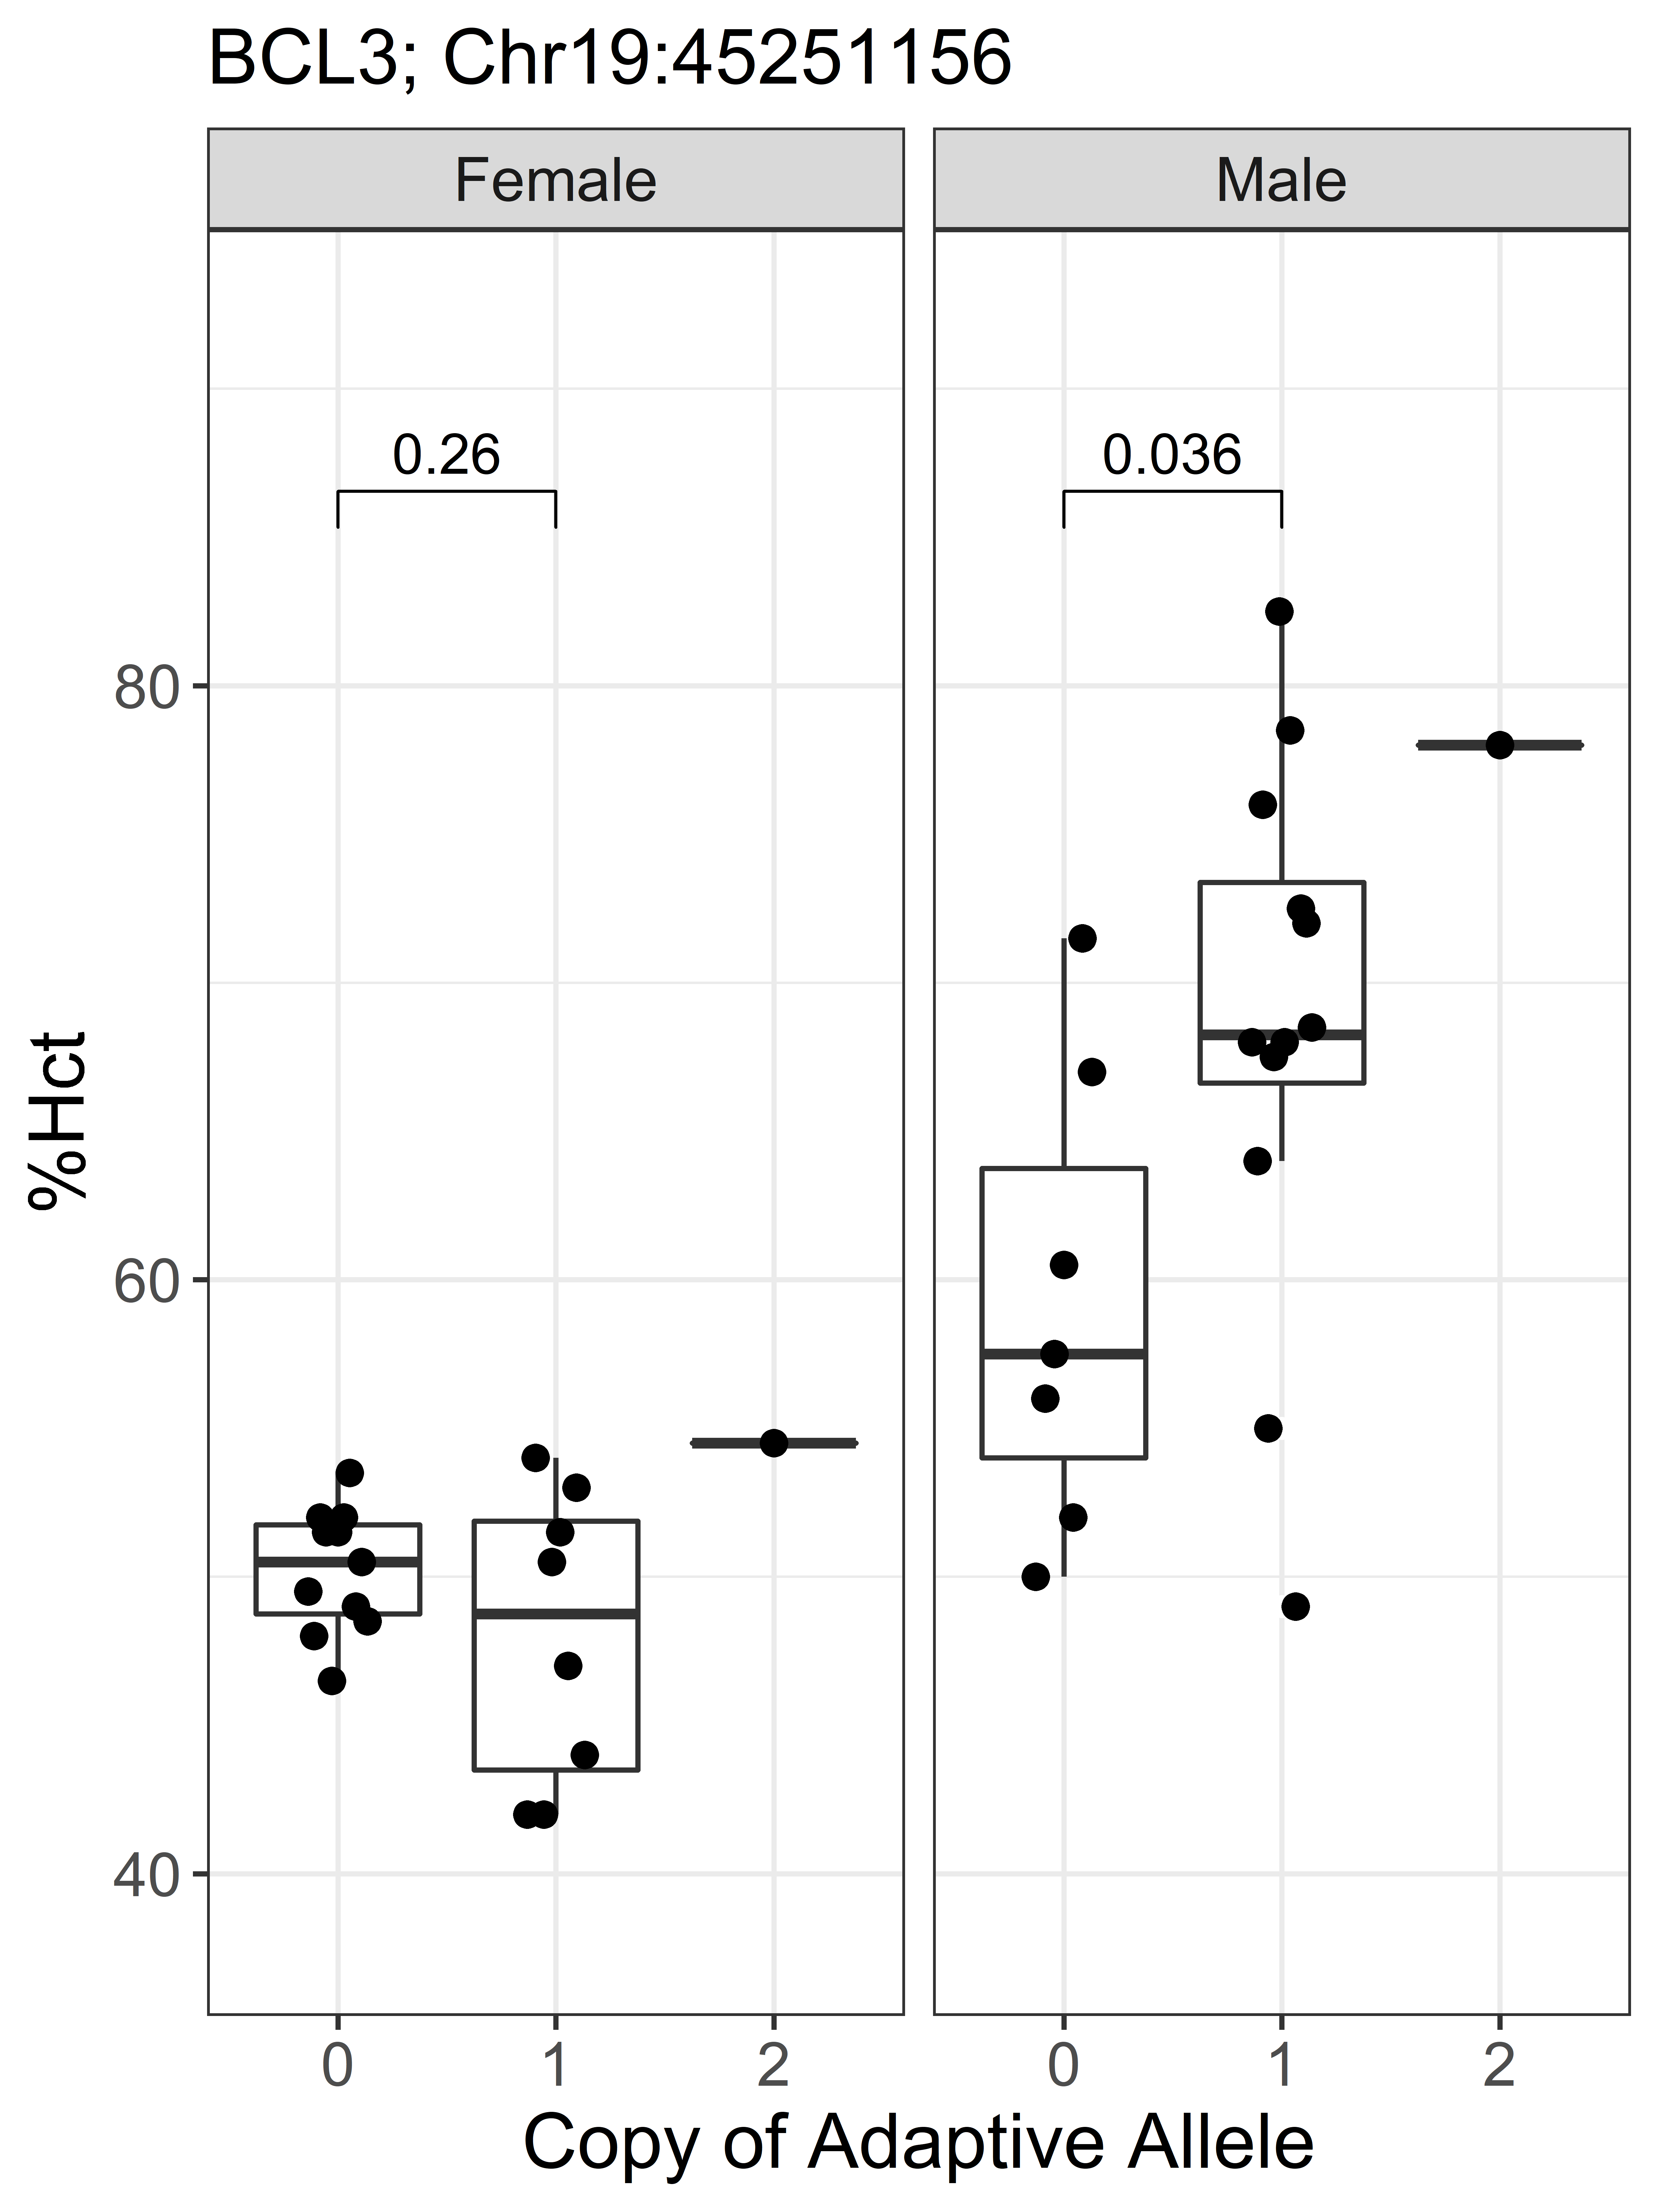 BCL3; Chr19:45251156
Female Male
0.26 0.036
80
60
40
%Hct
0 1 2 0 1 2
Copy of Adaptive Allele